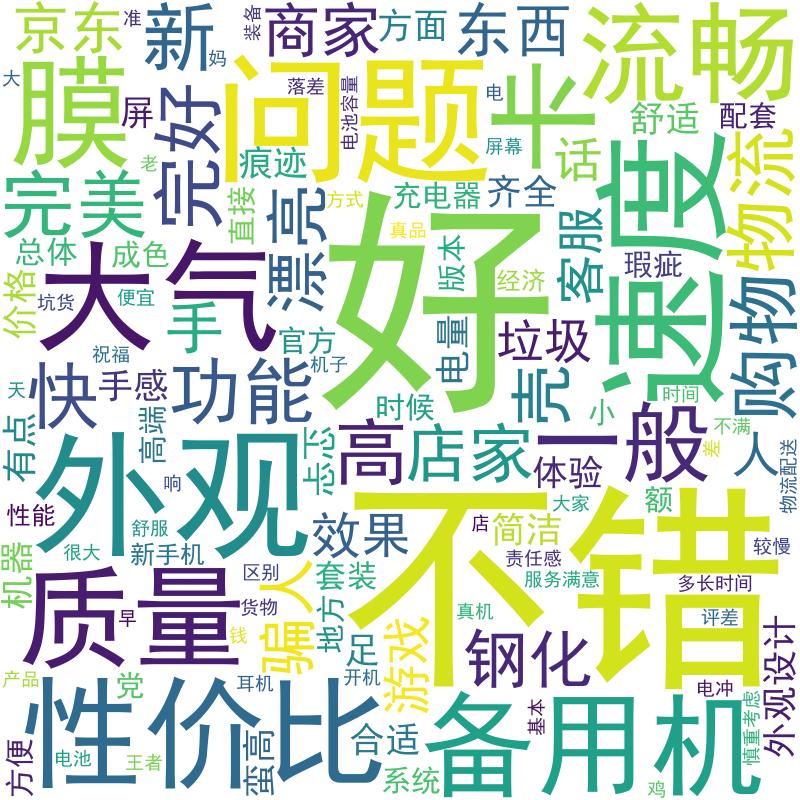 京东
准
新
妈
装备
商家
方面
东西
流畅
大
膜
屏
完好
问题
落差
电池容量
电
卡
屏幕
话
舒适
配套
老
痕迹
完美
直接
漂亮
方式
充电器
齐全
真品
速度
物流
总体
成色
大气
好
版本
经济
客服
瑕疵
购物
价格
坑货
便宜
手
官方
电量
垃圾
祝福
机子
天
快
手感
功能
时候
壳
小
时间
不满
有点
高端
忐忑
高
店家
一般
差
人
物流配送
外观
响
体验
额
大家
性能
舒服
效果
不错
店
简洁
较慢
很大
新手机
责任感
机器
质量
区别
套装
服务满意
多长时间
早
货物
骗人
地方
真机
评差
钱
足
游戏
钢化
外观设计
产品
党
耳机
开机
电冲
性价比
基本
慎重考虑
方便
电池
王者
蛮高
合适
系统
备用机
鸡